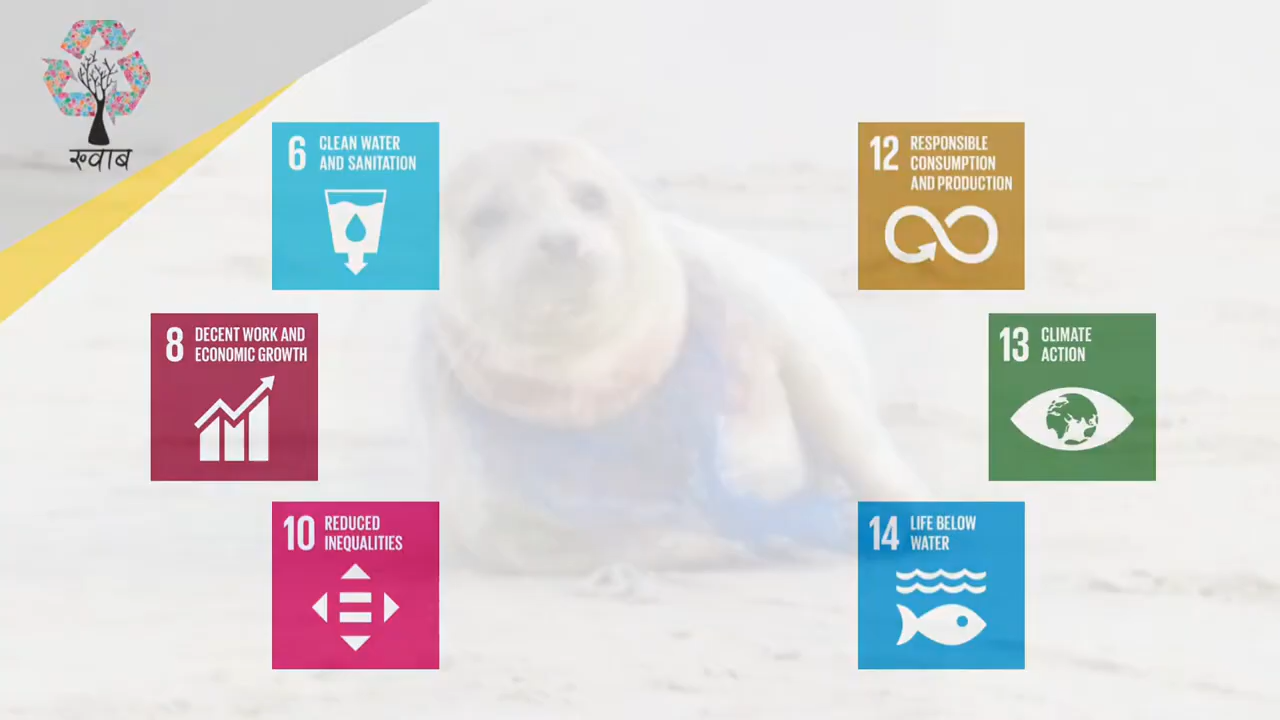 ख्वाब
6 CLEAN WATER
AND SANITATION
12 RESPONSIBLE
CONSUMPTION
AND PRODUCTION
8 DECENT WORK AND
ECONOMIC GROWTH
13 CLIMATE
ACTION
10 REDUCED
INEQUALITIES
14 LIFE BELOW
WATER